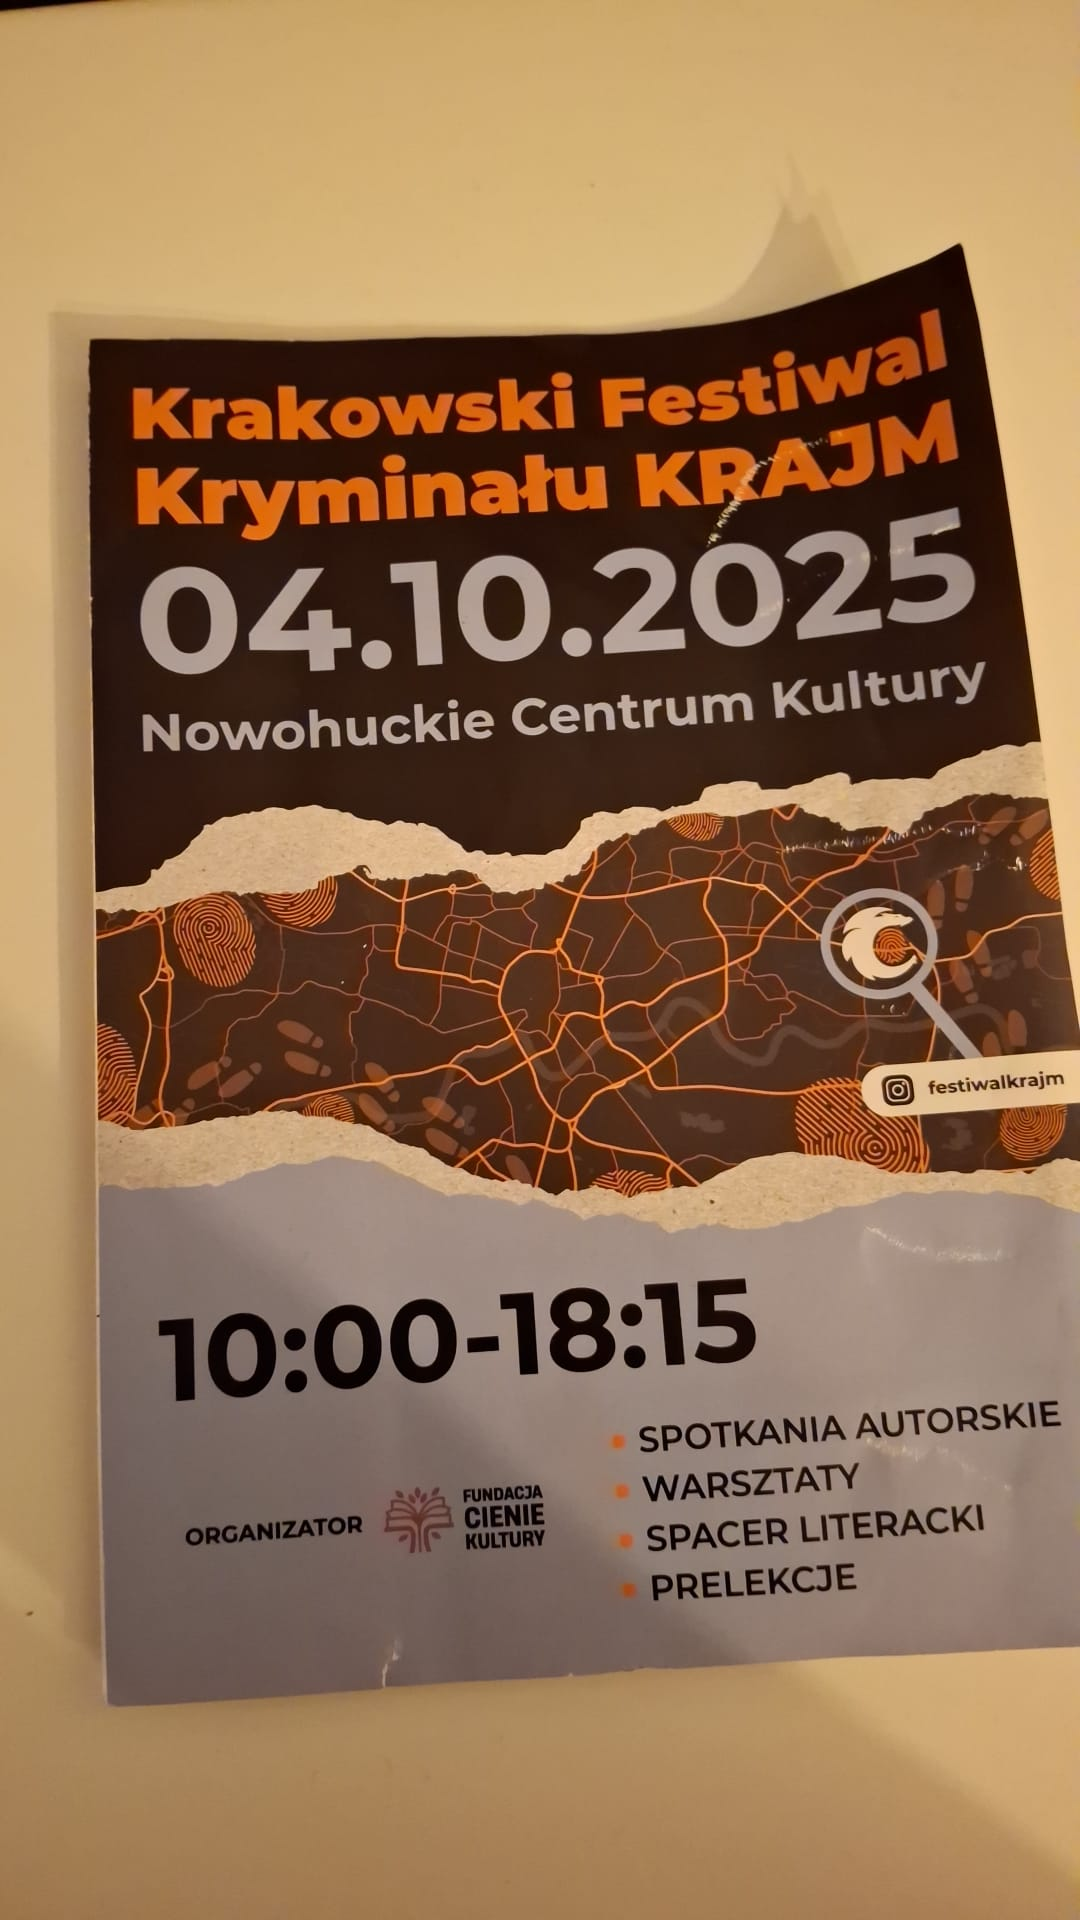 Krakowski Festiwal
Kryminału KRAJM
04.10.2025
Nowohuckie Centrum Kultury
festiwalkrajm
10:00-18:15
SPOTKANIA AUTORSKIE
WARSZTATY
SPACER LITERACKI
PRELEKCJE
ORGANIZATOR
FUNDACJA
CIENIE
KULTURY